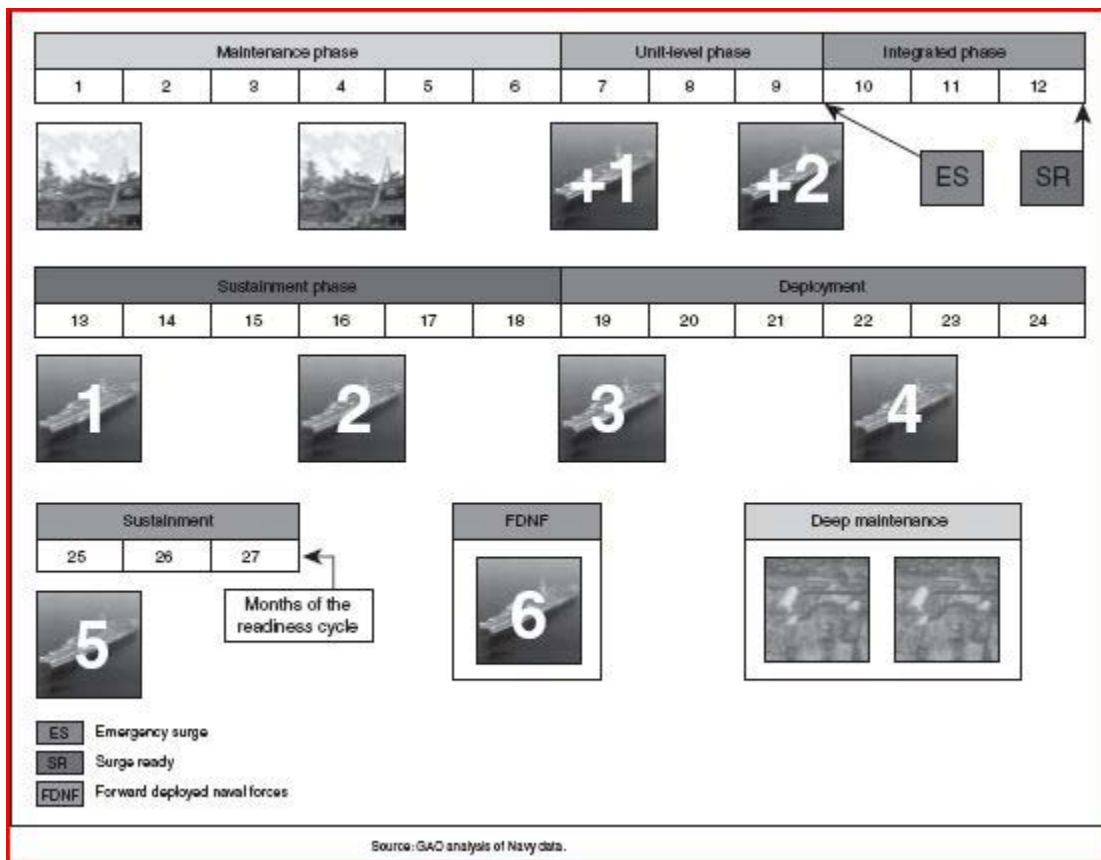 Maintenance phase Unit-level phase Integrated phase
1 2 3 4 5 6 7 8 9 10 11 12
+1 +2 ES SR
Sustainment phase Deployment
13 14 15 16 17 18 19 20 21 22 23 24
1 2 3 4
Sustainment FDNF Deep maintenance
25 26 27
Months of the
readiness cycle
5 6
ES Emergency surge
SR Surge ready
FDNF Forward deployed naval forces
Source: GAO analysis of Navy data.